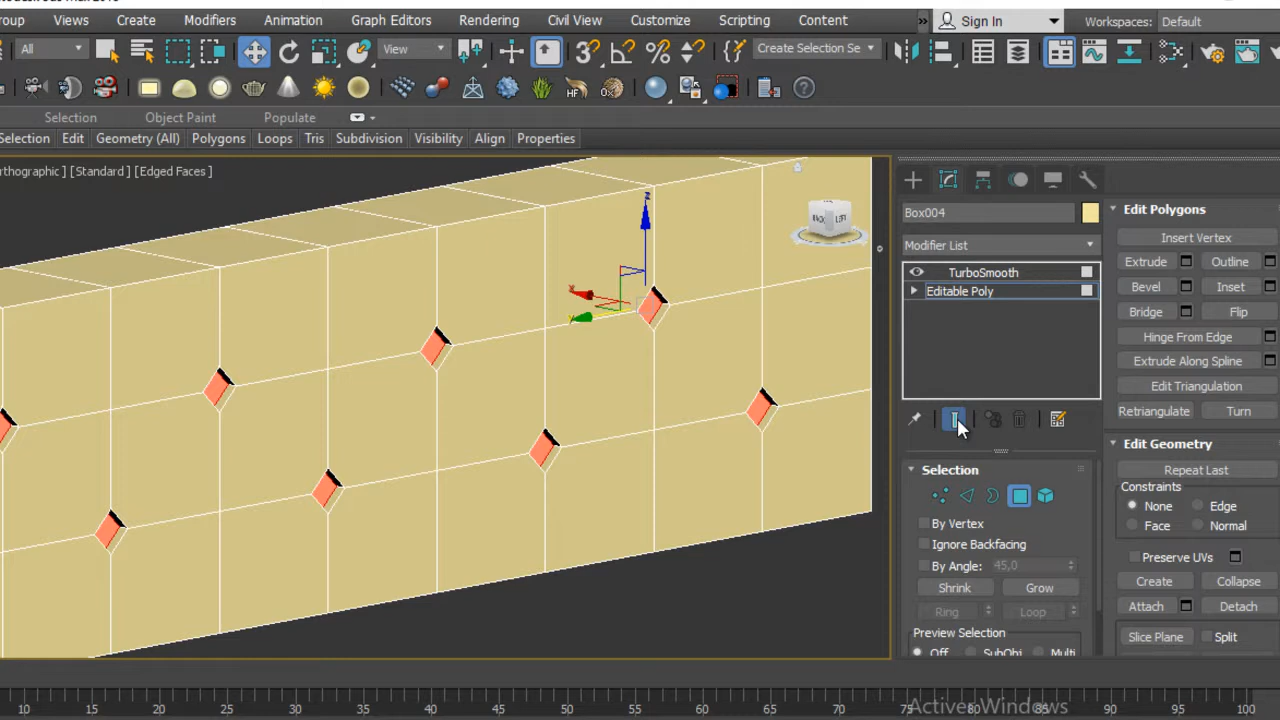 roup Views Create Modifiers Animation Graph Editors Rendering Civil View Customize Scripting Content » Sign In Workspaces: Default
All View 3 % Create Selection Se
HF
Selection Object Paint Populate
Selection Edit Geometry (All) Polygons Loops Tris Subdivision Visibility Align Properties
rthographic ] [Standard ] [Edged Faces ]
z
x
y
LEFT
Box004
Modifier List
TurboSmooth
Editable Poly
Selection
By Vertex
Ignore Backfacing
By Angle: 45,0
Shrink Grow
Ring Loop
Preview Selection
Off SubObj Multi
Edit Polygons
Insert Vertex
Extrude Outline
Bevel Inset
Bridge Flip
Hinge From Edge
Extrude Along Spline
Edit Triangulation
Retriangulate Turn
Edit Geometry
Repeat Last
Constraints
None Edge
Face Normal
Preserve UVs
Create Collapse
Attach Detach
Slice Plane Split
10 15 20 25 30 35 40 45 50 55 60 65 70 75 80 85 90 95 100